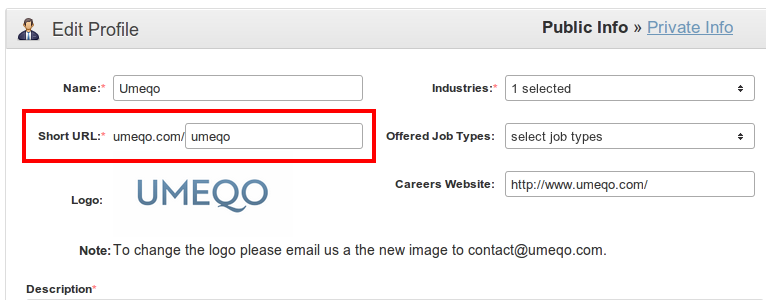 Edit Profile
Public Info » Private Info
Name:* Umeqo
Industries:* 1 selected
Short URL:* umeqo.com/ umeqo
Offered Job Types: select job types
Logo: UMEQO
Careers Website: http://www.umeqo.com/
Note: To change the logo please email us a the new image to contact@umeqo.com.
Description*